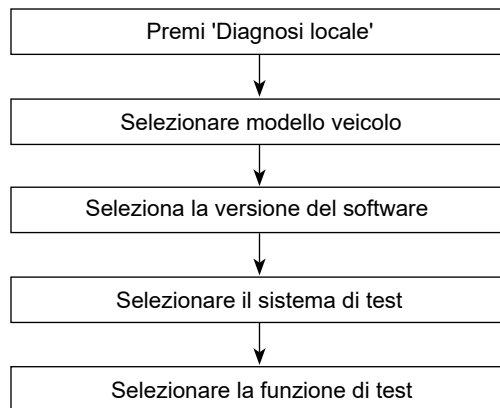 Premi 'Diagnosi locale'
Selezionare modello veicolo
Seleziona la versione del software
Selezionare il sistema di test
Selezionare la funzione di test